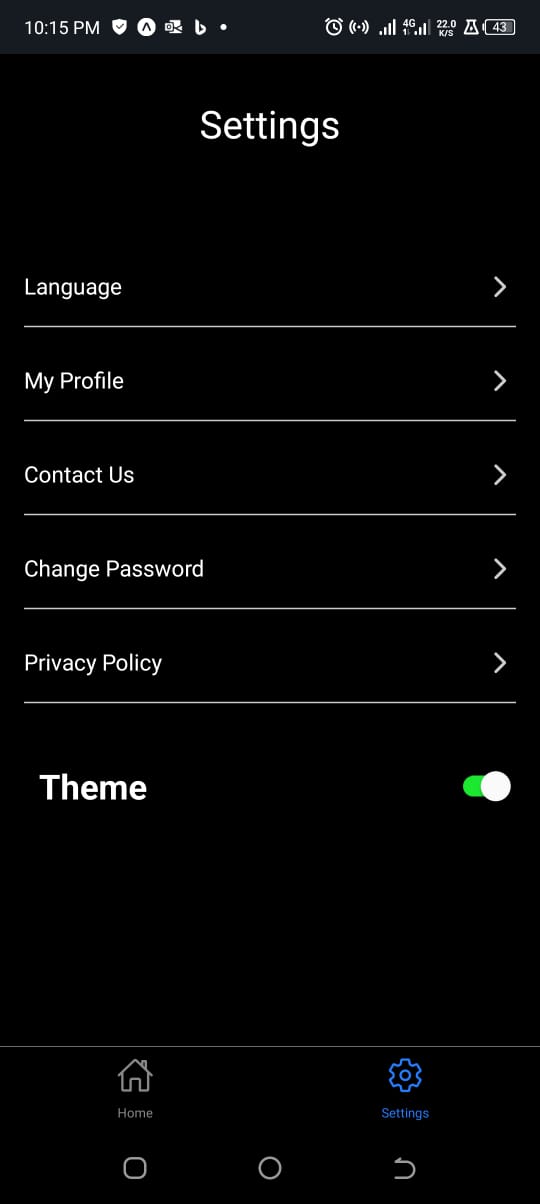 10:15 PM 4G 22.0 K/S 43
Settings
Language
My Profile
Contact Us
Change Password
Privacy Policy
Theme
Home Settings